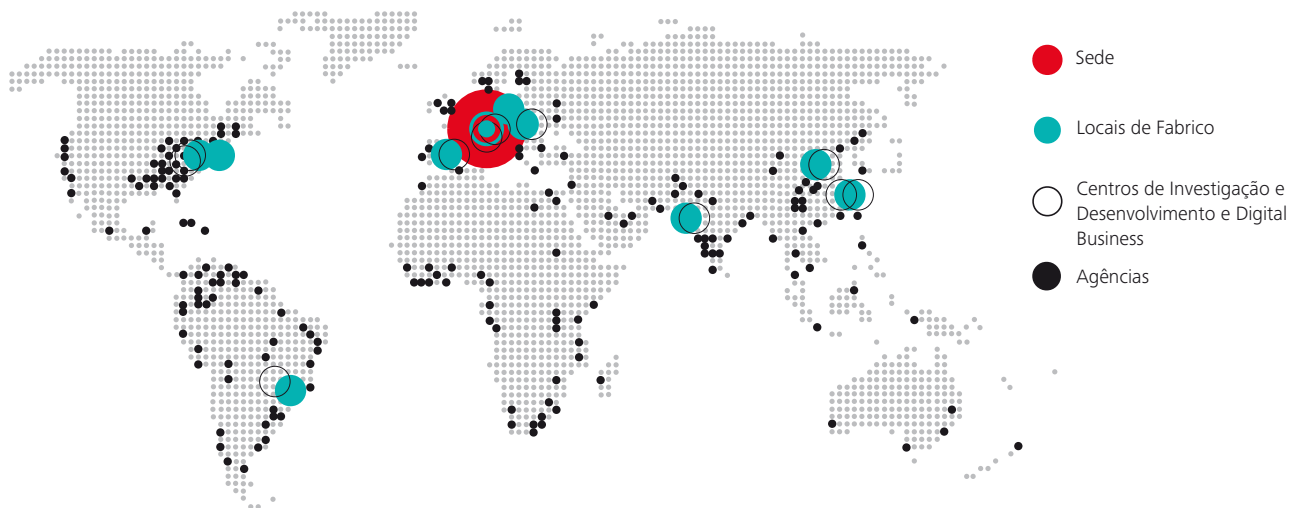 Sede
Locais de Fabrico
Centros de Investigação e
Desenvolvimento e Digital
Business
Agências